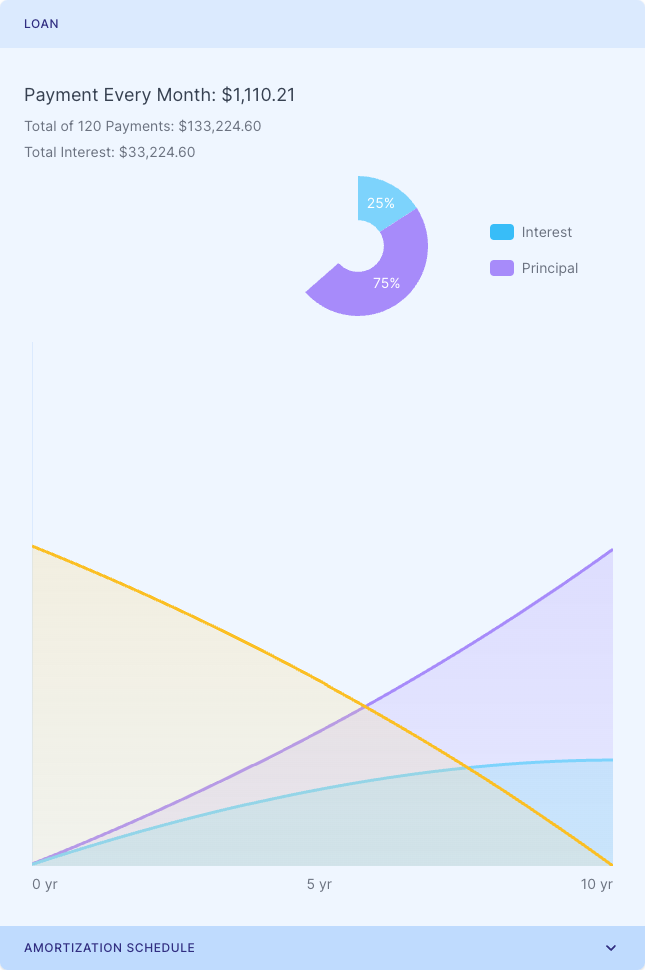 LOAN
Payment Every Month: $1,110.21
Total of 120 Payments: $133,224.60
Total Interest: $33,224.60
25%
75%
Interest
Principal
0 yr
5 yr
10 yr
AMORTIZATION SCHEDULE